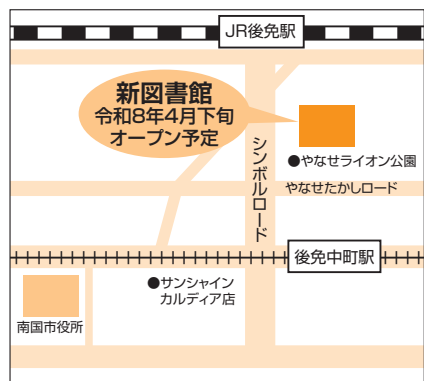 JR後免駅
新図書館
令和8年4月下旬
オープン予定
●やなせライオン公園
シンボルロード
やなせたかしロード
後免中町駅
●サンシャイン
カルディア店
南国市役所